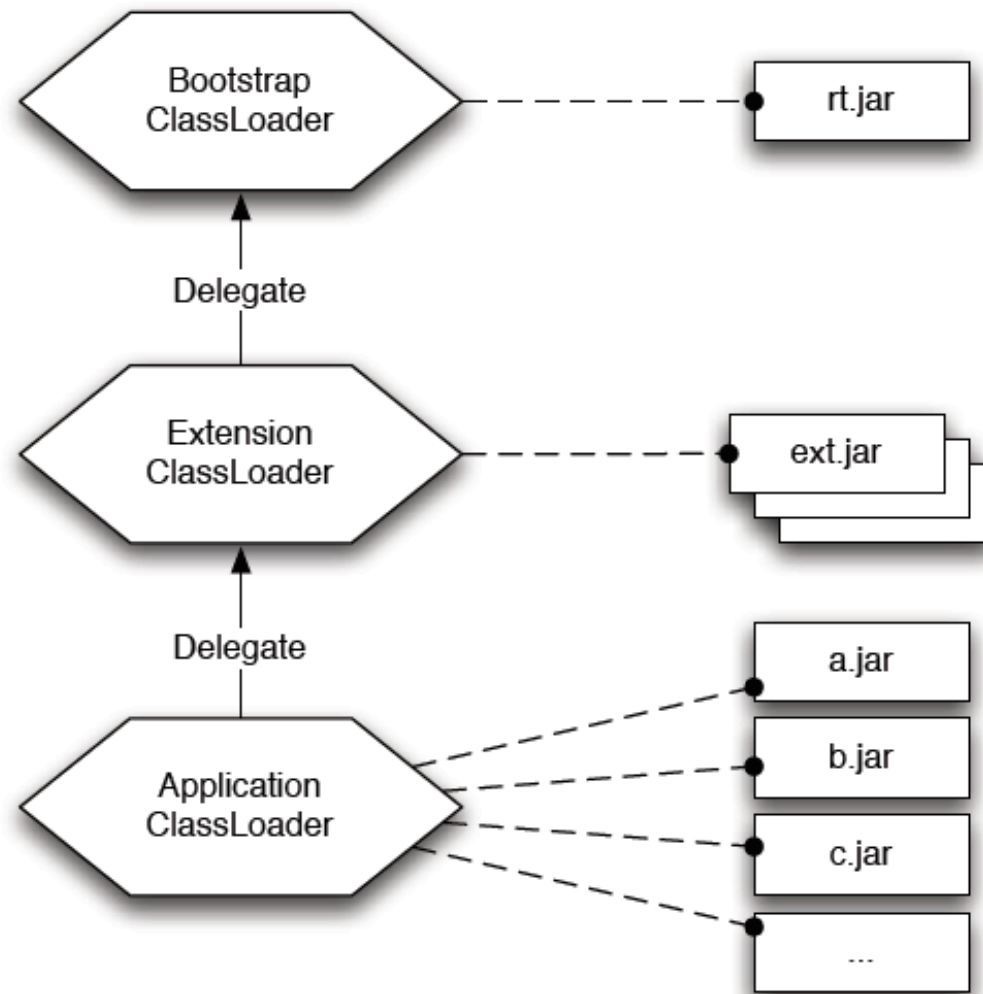 Bootstrap
ClassLoader
rt.jar
Delegate
Extension
ClassLoader
ext.jar
Delegate
Application
ClassLoader
a.jar
b.jar
c.jar
...